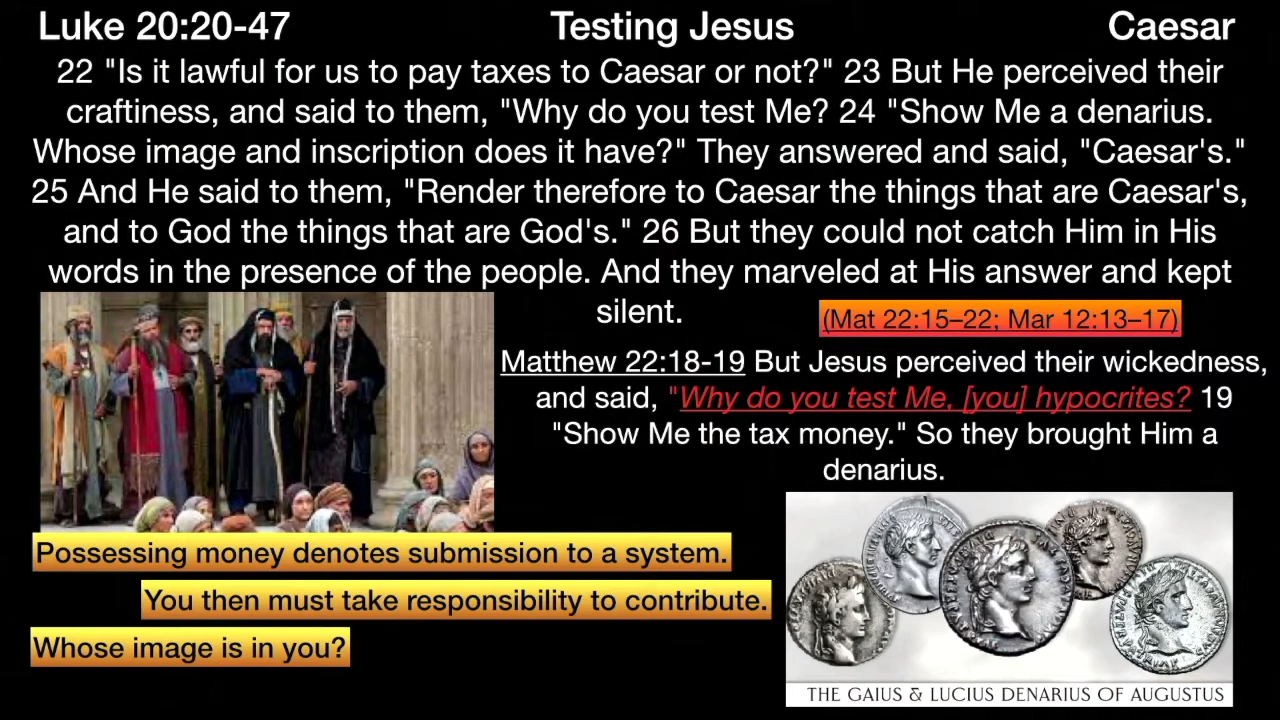 Luke 20:20-47 Testing Jesus Caesar
22 "Is it lawful for us to pay taxes to Caesar or not?" 23 But He perceived their
craftiness, and said to them, "Why do you test Me? 24 "Show Me a denarius.
Whose image and inscription does it have?" They answered and said, "Caesar's."
25 And He said to them, "Render therefore to Caesar the things that are Caesar's,
and to God the things that are God's." 26 But they could not catch Him in His
words in the presence of the people. And they marveled at His answer and kept
silent.
(Mat 22:15–22; Mar 12:13–17)
Matthew 22:18-19 But Jesus perceived their wickedness,
and said, "Why do you test Me, [you] hypocrites? 19
"Show Me the tax money." So they brought Him a
denarius.
Possessing money denotes submission to a system.
You then must take responsibility to contribute.
Whose image is in you?
THE GAIUS & LUCIUS DENARIUS OF AUGUSTUS